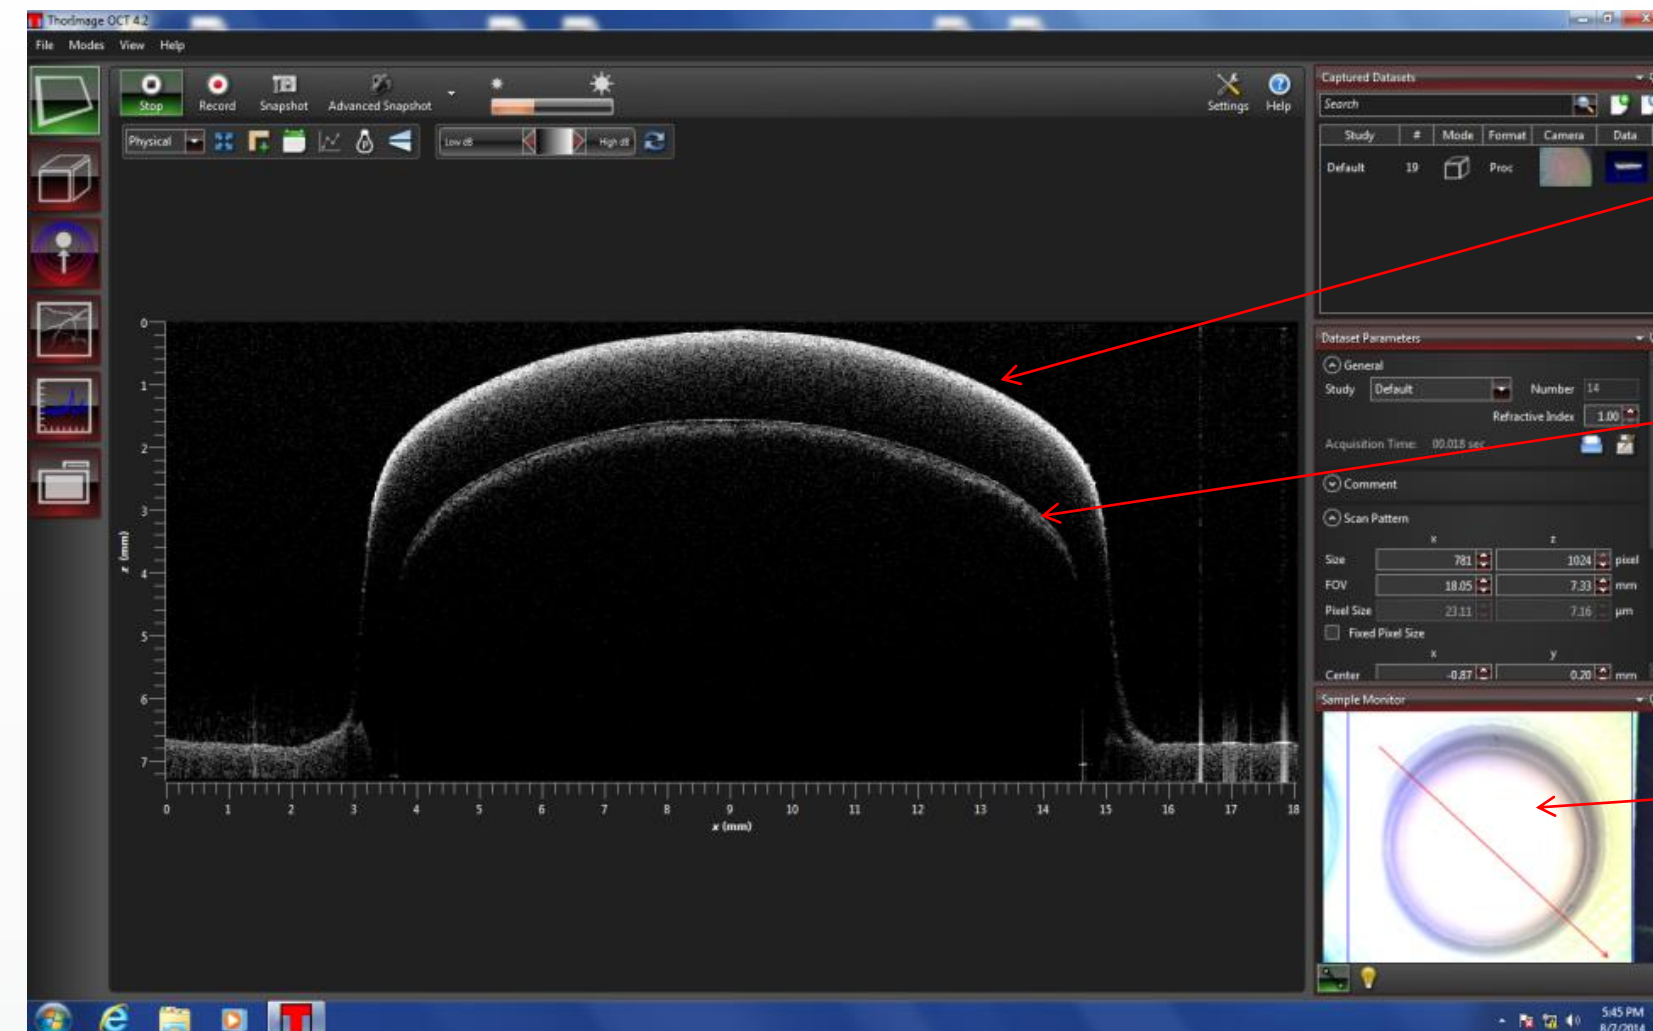 ThorImage OCT 4.2
File Modes View Help
Stop Record Snapshot Advanced Snapshot Settings Help
Physical Low dB High dB
Captured Datasets
Search
Study # Mode Format Camera Data
Default 19 Proc
Dataset Parameters
General
Study Default Number 14
Refractive Index 1.00
Acquisition Time: 00.018 sec
Comment
Scan Pattern
x z
Size 781 1024 pixel
FOV 18.05 7.33 mm
Pixel Size 23.11 7.16 µm
Fixed Pixel Size
x y
Center -0.87 0.20 mm
Sample Monitor
z (mm)
0
1
2
3
4
5
6
7
0 1 2 3 4 5 6 7 8 9 10 11 12 13 14 15 16 17 18
x (mm)
5:45 PM
8/7/2014